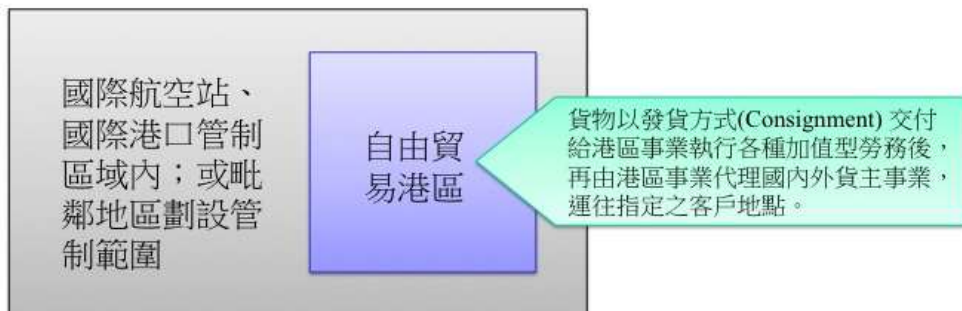 國際航空站、
國際港口管制
區域內；或毗
鄰地區劃設管
制範圍
自由貿
易港區
貨物以發貨方式(Consignment) 交付
給港區事業執行各種加值型勞務後，
再由港區事業代理國內外貨主事業，
運往指定之客戶地點。